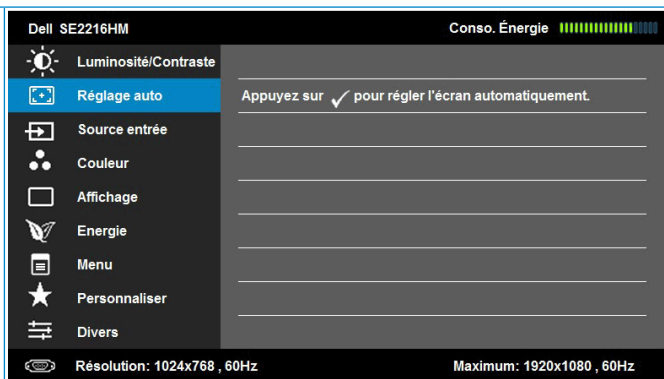 Dell SE2216HM Conso. Énergie
Luminosité/Contraste
Réglage auto Appuyez sur ✓ pour régler l'écran automatiquement.
Source entrée
Couleur
Affichage
Energie
Menu
Personnaliser
Divers
Résolution: 1024x768 , 60Hz Maximum: 1920x1080 , 60Hz